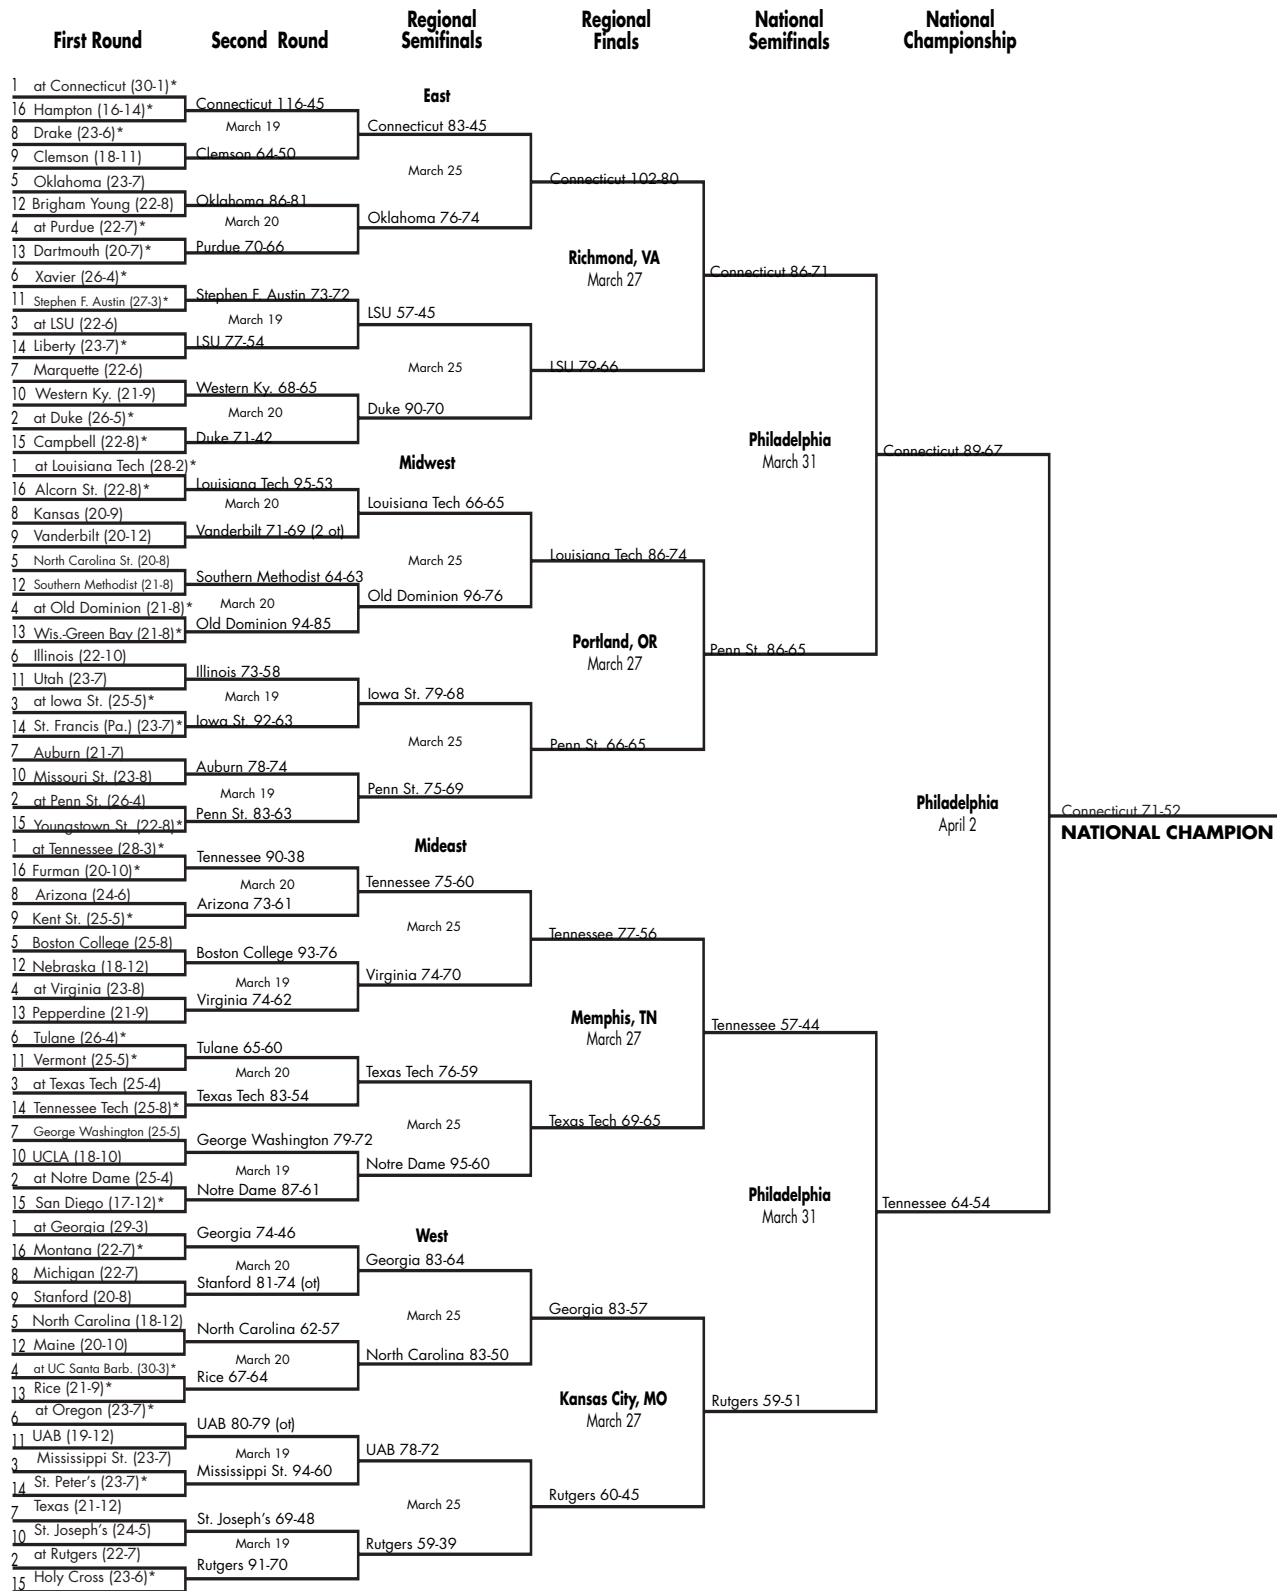 First Round
Second Round
Regional
Semifinals
Regional
Finals
National
Semifinals
National
Championship
1 at Connecticut (30-1)*
16 Hampton (16-14)*
8 Drake (23-6)*
9 Clemson (18-11)
5 Oklahoma (23-7)
12 Brigham Young (22-8)
4 at Purdue (22-7)*
13 Dartmouth (20-7)*
6 Xavier (26-4)*
11 Stephen F. Austin (27-3)*
3 at LSU (22-6)
14 Liberty (23-7)*
7 Marquette (22-6)
10 Western Ky. (21-9)
2 at Duke (26-5)*
15 Campbell (22-8)*
1 at Louisiana Tech (28-2)*
16 Alcorn St. (22-8)*
8 Kansas (20-9)
9 Vanderbilt (20-12)
5 North Carolina St. (20-8)
12 Southern Methodist (21-8)
4 at Old Dominion (21-8)*
13 Wis.-Green Bay (21-8)*
6 Illinois (22-10)
11 Utah (23-7)
3 at Iowa St. (25-5)*
14 St. Francis (Pa.) (23-7)*
7 Auburn (21-7)
10 Missouri St. (23-8)
2 at Penn St. (26-4)
15 Youngstown St. (22-8)*
1 at Tennessee (28-3)*
16 Furman (20-10)*
8 Arizona (24-6)
9 Kent St. (25-5)*
5 Boston College (25-8)
12 Nebraska (18-12)
4 at Virginia (23-8)
13 Pepperdine (21-9)
6 Tulane (26-4)*
11 Vermont (25-5)*
3 at Texas Tech (25-4)
14 Tennessee Tech (25-8)*
7 George Washington (25-5)
10 UCLA (18-10)
2 at Notre Dame (25-4)
15 San Diego (17-12)*
1 at Georgia (29-3)
16 Montana (22-7)*
8 Michigan (22-7)
9 Stanford (20-8)
5 North Carolina (18-12)
12 Maine (20-10)
4 at UC Santa Barb. (30-3)*
13 Rice (21-9)*
6 at Oregon (23-7)*
11 UAB (19-12)
3 Mississippi St. (23-7)
14 St. Peter's (23-7)*
7 Texas (21-12)
10 St. Joseph's (24-5)
2 at Rutgers (22-7)
15 Holy Cross (23-6)*
Connecticut 116-45
March 19
Clemson 64-50
Oklahoma 86-81
March 20
Purdue 70-66
Stephen F. Austin 73-72
March 19
LSU 77-54
Western Ky. 68-65
March 20
Duke 71-42
Louisiana Tech 95-53
March 20
Vanderbilt 71-69 (2 ot)
Southern Methodist 64-63
March 20
Old Dominion 94-85
Illinois 73-58
March 19
Iowa St. 92-63
Auburn 78-74
March 19
Penn St. 83-63
Tennessee 90-38
March 20
Arizona 73-61
Boston College 93-76
March 19
Virginia 74-62
Tulane 65-60
March 20
Texas Tech 83-54
George Washington 79-72
March 19
Notre Dame 87-61
Georgia 74-46
March 20
Stanford 81-74 (ot)
North Carolina 62-57
March 20
Rice 67-64
UAB 80-79 (ot)
March 19
Mississippi St. 94-60
St. Joseph's 69-48
March 19
Rutgers 91-70
East
Connecticut 83-45
March 25
Oklahoma 76-74
LSU 57-45
March 25
Duke 90-70
Midwest
Louisiana Tech 66-65
March 25
Old Dominion 96-76
Iowa St. 79-68
March 25
Penn St. 75-69
Mideast
Tennessee 75-60
March 25
Virginia 74-70
Texas Tech 76-59
March 25
Notre Dame 95-60
West
Georgia 83-64
March 25
North Carolina 83-50
UAB 78-72
March 25
Rutgers 59-39
Connecticut 102-80
Richmond, VA
March 27
LSU 79-66
Louisiana Tech 86-74
Portland, OR
March 27
Penn St. 66-65
Tennessee 77-56
Memphis, TN
March 27
Texas Tech 69-65
Georgia 83-57
Kansas City, MO
March 27
Rutgers 60-45
Connecticut 86-71
Philadelphia
March 31
Penn St. 86-65
Tennessee 57-44
Philadelphia
March 31
Rutgers 59-51
Connecticut 89-67
Philadelphia
April 2
Tennessee 64-54
Connecticut 71-52
NATIONAL CHAMPION